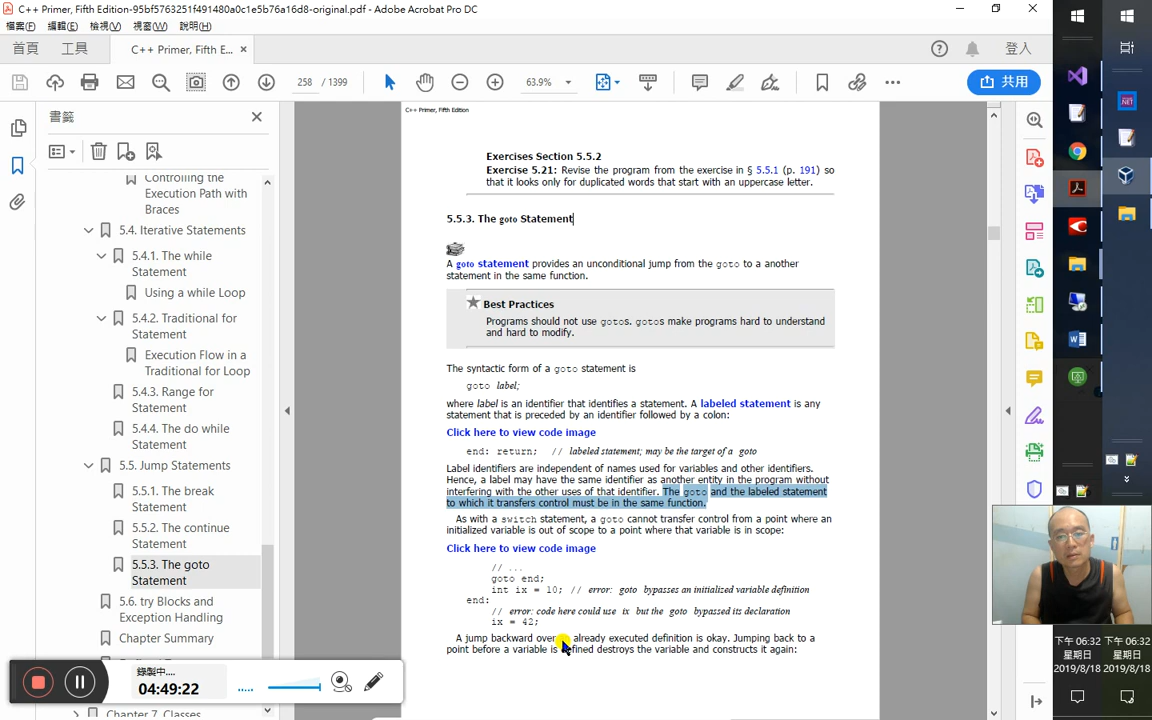 C++ Primer, Fifth Edition-95bf5763251f491480a0c1e5b76a16d8-original.pdf - Adobe Acrobat Pro DC
檔案(F) 編輯(E) 檢視(V) 視窗(W) 說明(H)
首頁 工具 C++ Primer, Fifth E... × 登入
258 / 1399 63.9% 共用
書籤
Controlling the
Execution Path with
Braces
5.4. Iterative Statements
5.4.1. The while
Statement
Using a while Loop
5.4.2. Traditional for
Statement
Execution Flow in a
Traditional for Loop
5.4.3. Range for
Statement
5.4.4. The do while
Statement
5.5. Jump Statements
5.5.1. The break
Statement
5.5.2. The continue
Statement
5.5.3. The goto
Statement
5.6. try Blocks and
Exception Handling
Chapter Summary
Chapter 7. Classes
C++ Primer, Fifth Edition
Exercises Section 5.5.2
Exercise 5.21: Revise the program from the exercise in § 5.5.1 (p. 191) so
that it looks only for duplicated words that start with an uppercase letter.
5.5.3. The goto Statement
A goto statement provides an unconditional jump from the goto to a another
statement in the same function.
Best Practices
Programs should not use gotos. gotos make programs hard to understand
and hard to modify.
The syntactic form of a goto statement is
goto label;
where label is an identifier that identifies a statement. A labeled statement is any
statement that is preceded by an identifier followed by a colon:
Click here to view code image
end: return; // labeled statement; may be the target of a goto
Label identifiers are independent of names used for variables and other identifiers.
Hence, a label may have the same identifier as another entity in the program without
interfering with the other uses of that identifier. The goto and the labeled statement
to which it transfers control must be in the same function.
As with a switch statement, a goto cannot transfer control from a point where an
initialized variable is out of scope to a point where that variable is in scope:
Click here to view code image
// ...
goto end;
int ix = 10; // error: goto bypasses an initialized variable definition
end:
// error: code here could use ix but the goto bypassed its declaration
ix = 42;
A jump backward over already executed definition is okay. Jumping back to a
point before a variable is defined destroys the variable and constructs it again:
錄製中....
04:49:22
.NET
下午 06:32 下午 06:32
星期日 星期日
2019/8/18 2019/8/18